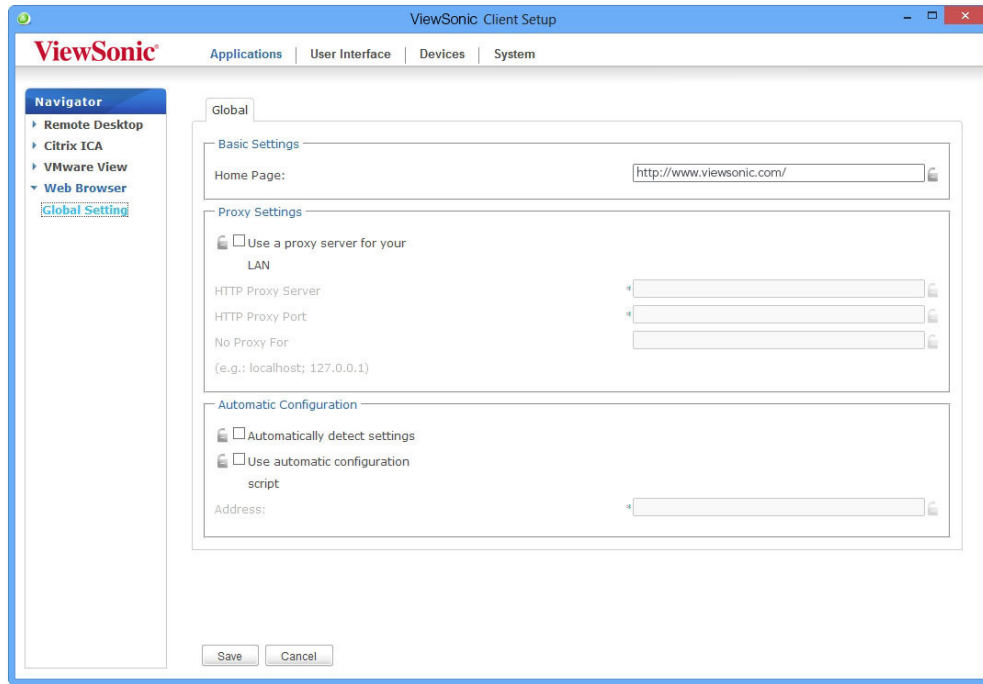 ViewSonic Client Setup
ViewSonic®
Applications | User Interface | Devices | System
Navigator
Remote Desktop
Citrix ICA
VMware View
Web Browser
Global Setting
Global
Basic Settings
Home Page:
http://www.viewsonic.com/
Proxy Settings
Use a proxy server for your
LAN
HTTP Proxy Server
*
HTTP Proxy Port
*
No Proxy For
(e.g.: localhost; 127.0.0.1)
Automatic Configuration
Automatically detect settings
Use automatic configuration
script
Address:
*
Save
Cancel